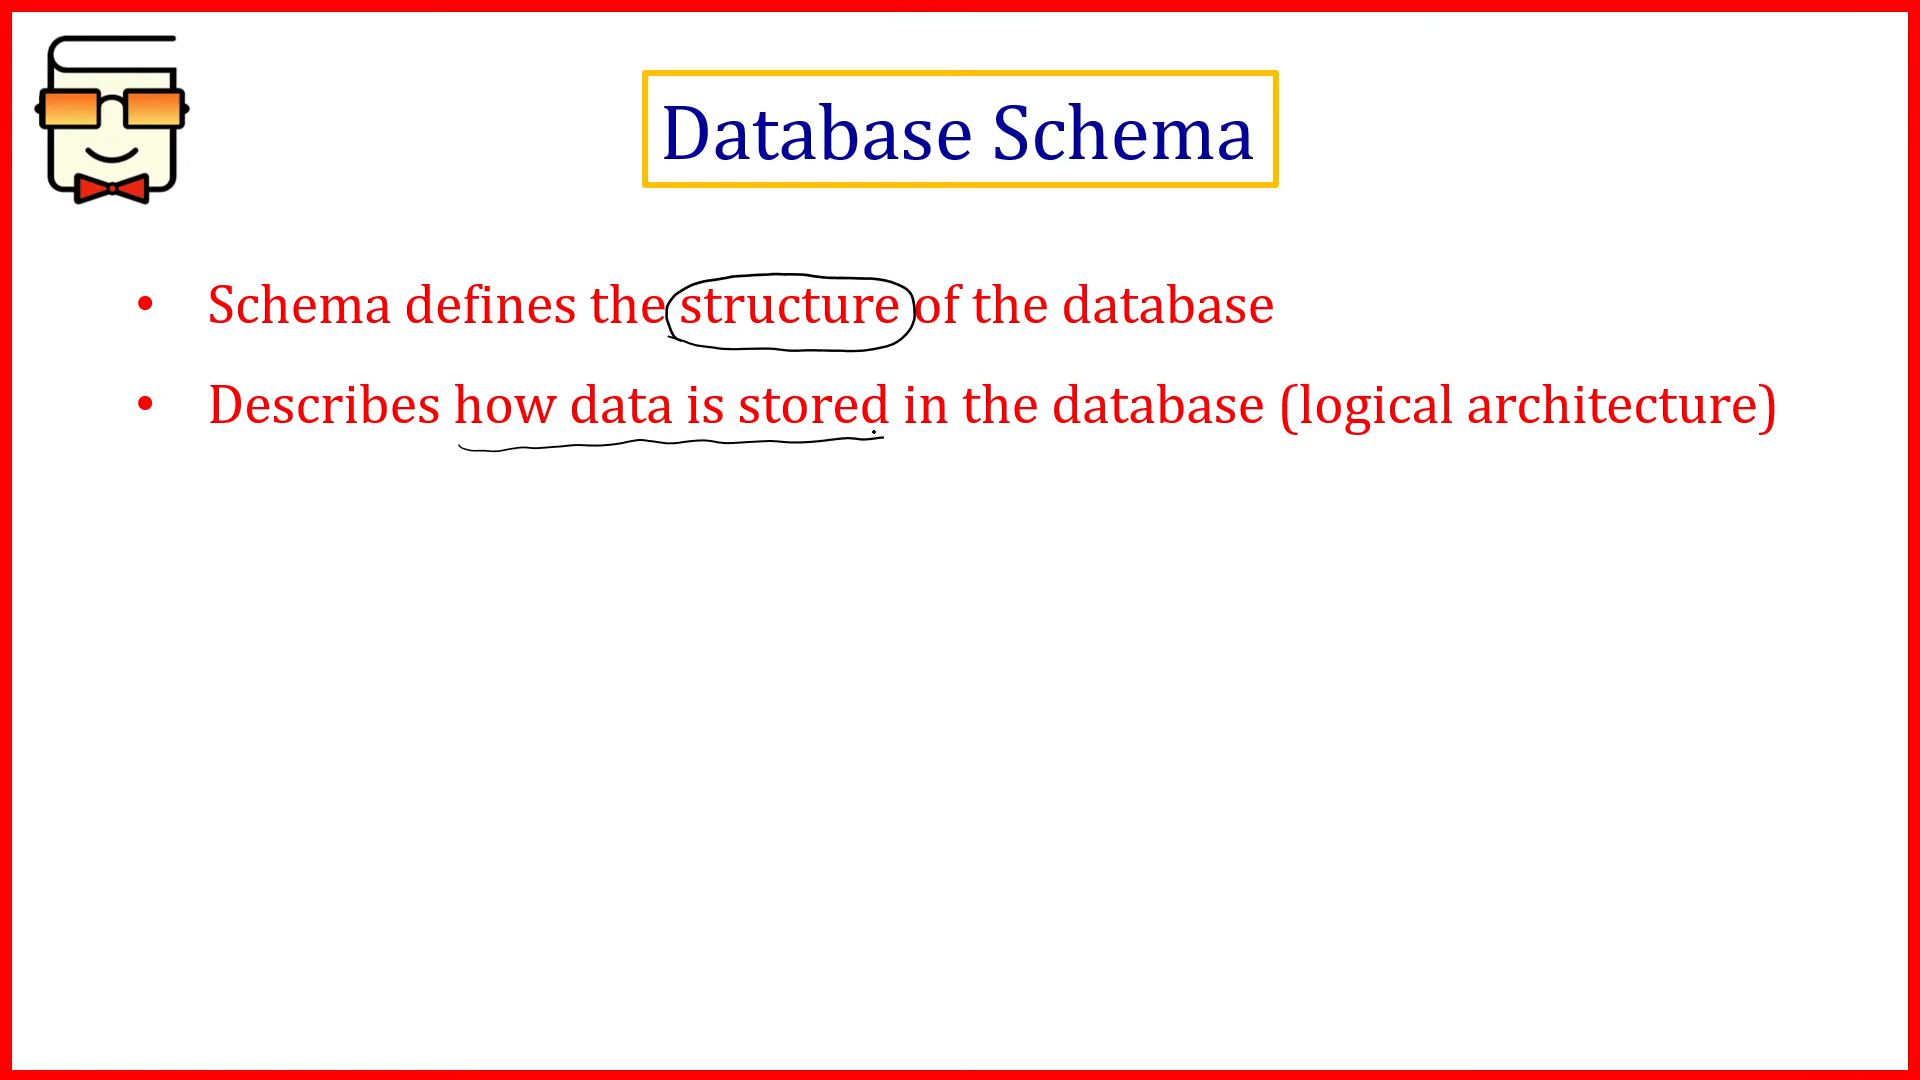 Database Schema
• Schema defines the structure of the database
• Describes how data is stored in the database (logical architecture)